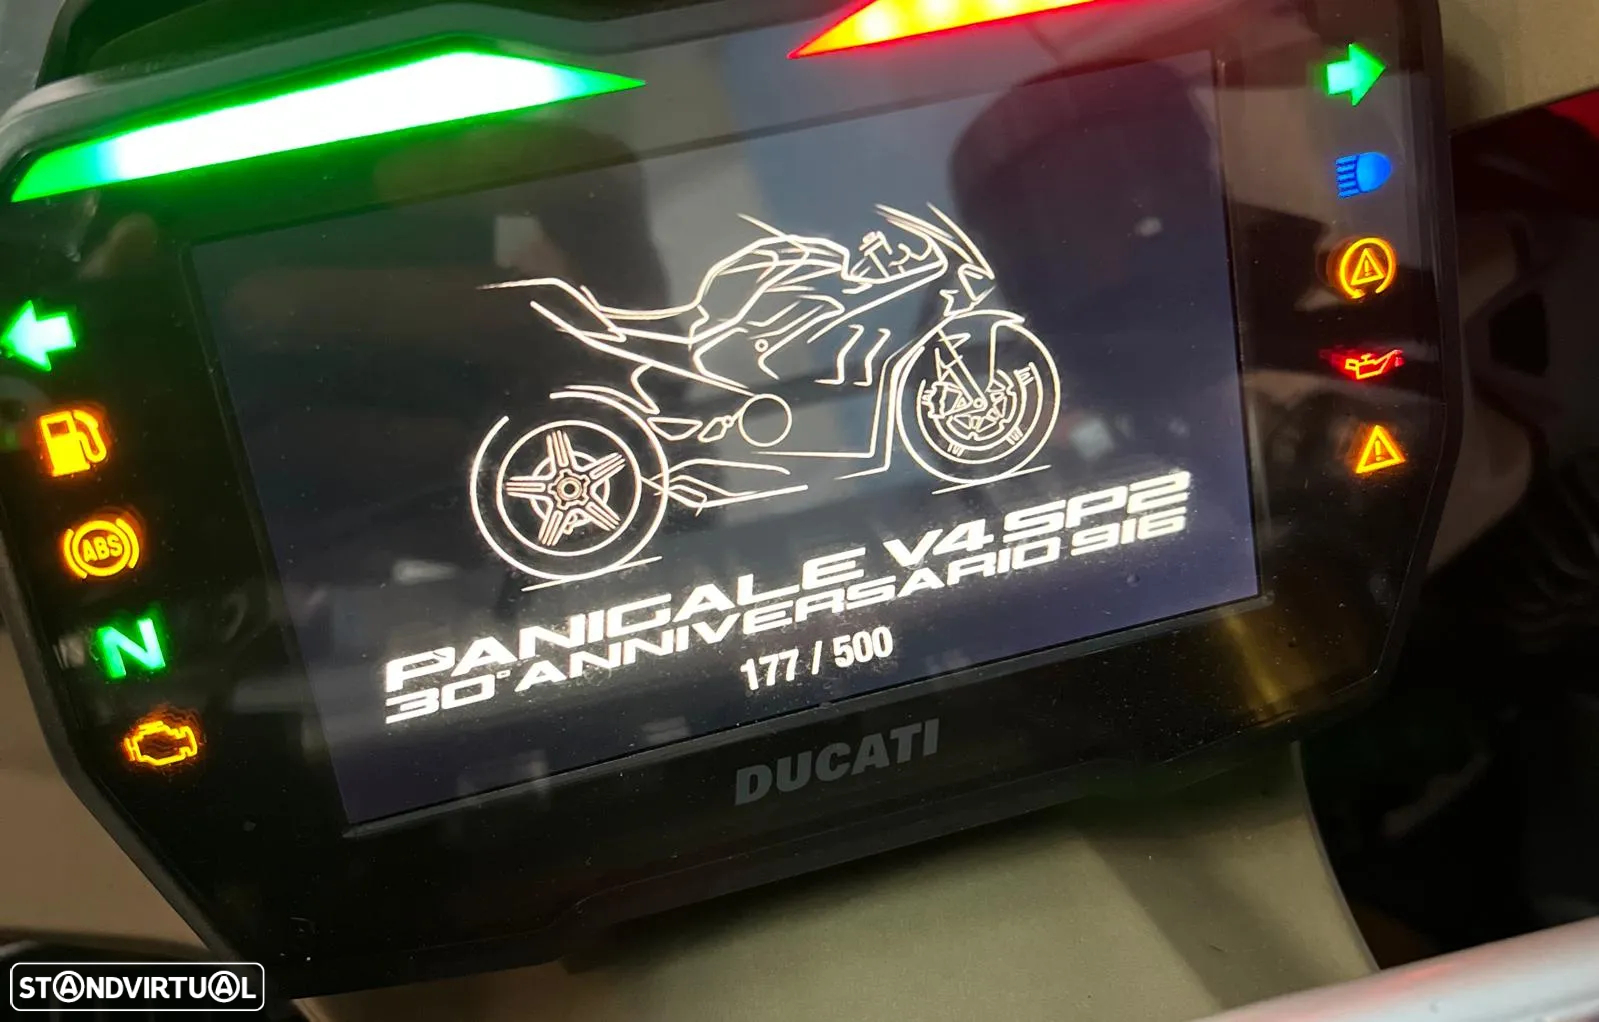 PANIGALE V4 SP2
30° ANNIVERSARIO 916
177 / 500
ABS
N
DUCATI
STANDVIRTUAL